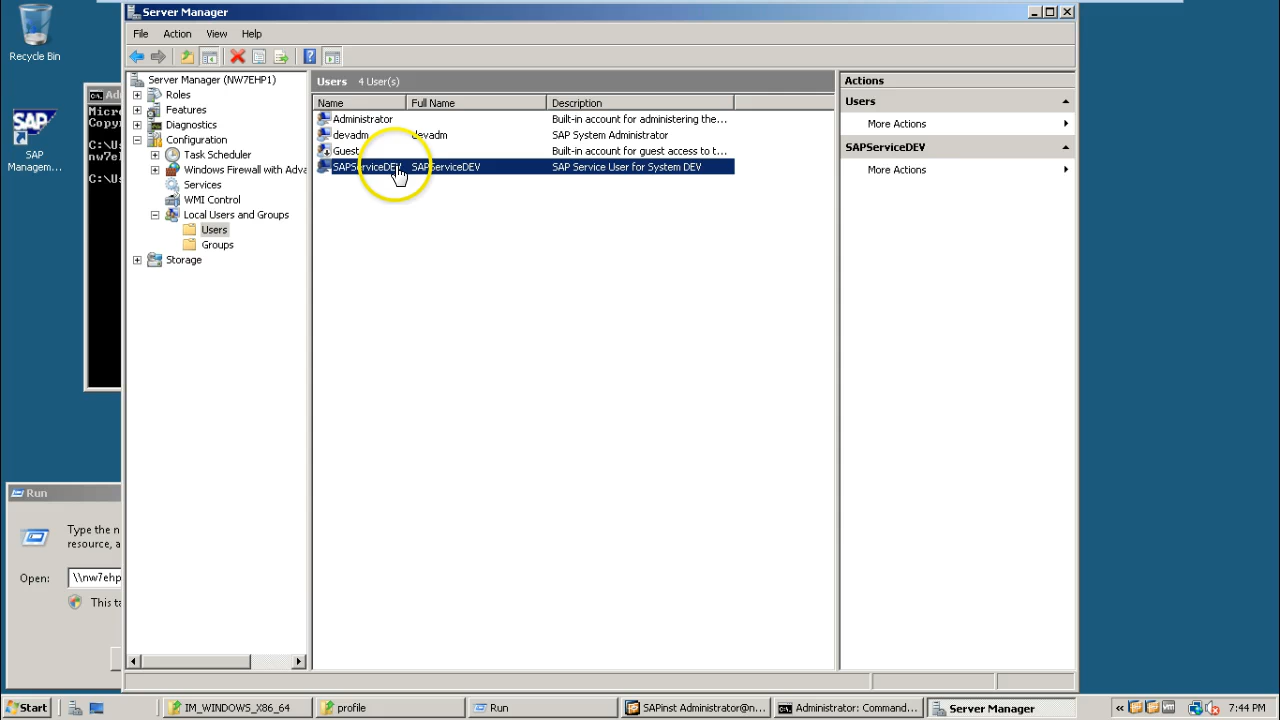 Server Manager
File Action View Help
Recycle Bin
SAP
Managem...
Ad
Micro
Copyr
C:\U
nw7el
C:\Us
Server Manager (NW7EHP1)
Roles
Features
Diagnostics
Configuration
Task Scheduler
Windows Firewall with Adva
Services
WMI Control
Local Users and Groups
Users
Groups
Storage
Users 4 User(s)
Name Full Name Description
Administrator Built-in account for administering the...
devadm devadm SAP System Administrator
Guest Built-in account for guest access to t...
SAPServiceDEV SAPServiceDEV SAP Service User for System DEV
Actions
Users
More Actions
SAPServiceDEV
More Actions
Run
Type the n
resource, a
Open: \\nw7ehp
This ta
Start IM_WINDOWS_X86_64 profile Run SAPinst Administrator@n... Administrator: Command... Server Manager « 7:44 PM